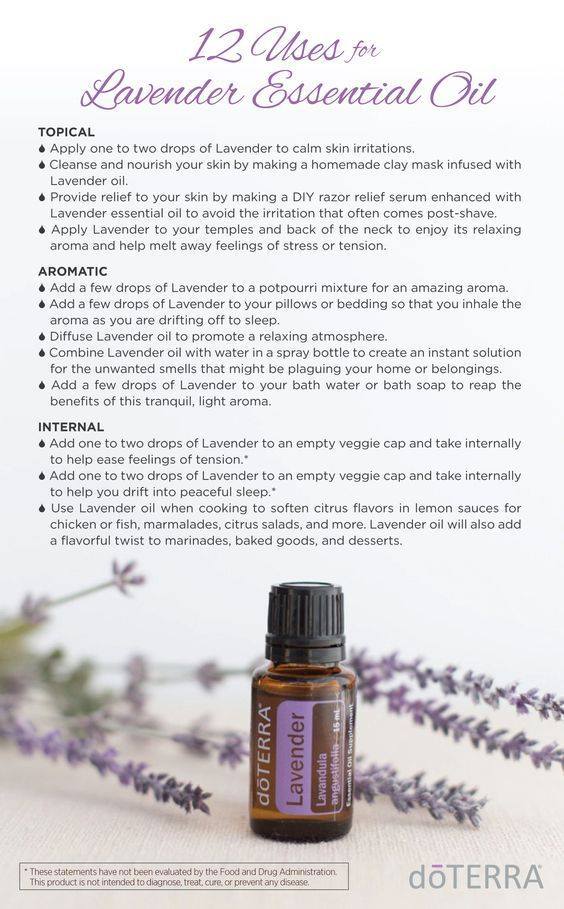 12 Uses for
Lavender Essential Oil
TOPICAL
Apply one to two drops of Lavender to calm skin irritations.
Cleanse and nourish your skin by making a homemade clay mask infused with
Lavender oil.
Provide relief to your skin by making a DIY razor relief serum enhanced with
Lavender essential oil to avoid the irritation that often comes post-shave.
Apply Lavender to your temples and back of the neck to enjoy its relaxing
aroma and help melt away feelings of stress or tension.
AROMATIC
Add a few drops of Lavender to a potpourri mixture for an amazing aroma.
Add a few drops of Lavender to your pillows or bedding so that you inhale the
aroma as you are drifting off to sleep.
Diffuse Lavender oil to promote a relaxing atmosphere.
Combine Lavender oil with water in a spray bottle to create an instant solution
for the unwanted smells that might be plaguing your home or belongings.
Add a few drops of Lavender to your bath water or bath soap to reap the
benefits of this tranquil, light aroma.
INTERNAL
Add one to two drops of Lavender to an empty veggie cap and take internally
to help ease feelings of tension.*
Add one to two drops of Lavender to an empty veggie cap and take internally
to help you drift into peaceful sleep.*
Use Lavender oil when cooking to soften citrus flavors in lemon sauces for
chicken or fish, marmalades, citrus salads, and more. Lavender oil will also add
a flavorful twist to marinades, baked goods, and desserts.
dōTERRA
Lavender
Lavandula
angustifolia 15 mL
Essential Oil Supplement
* These statements have not been evaluated by the Food and Drug Administration.
This product is not intended to diagnose, treat, cure, or prevent any disease.
dōTERRA